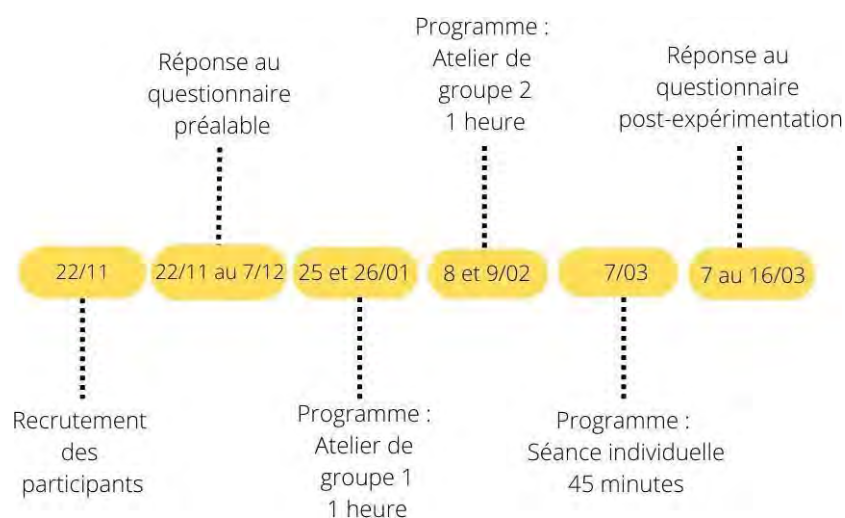 Programme :
Atelier de
groupe 2
1 heure
Réponse au
questionnaire
préalable
Réponse au
questionnaire
post-expérimentation
22/11
22/11 au 7/12
25 et 26/01
8 et 9/02
7/03
7 au 16/03
Recrutement
des
participants
Programme :
Atelier de
groupe 1
1 heure
Programme :
Séance individuelle
45 minutes